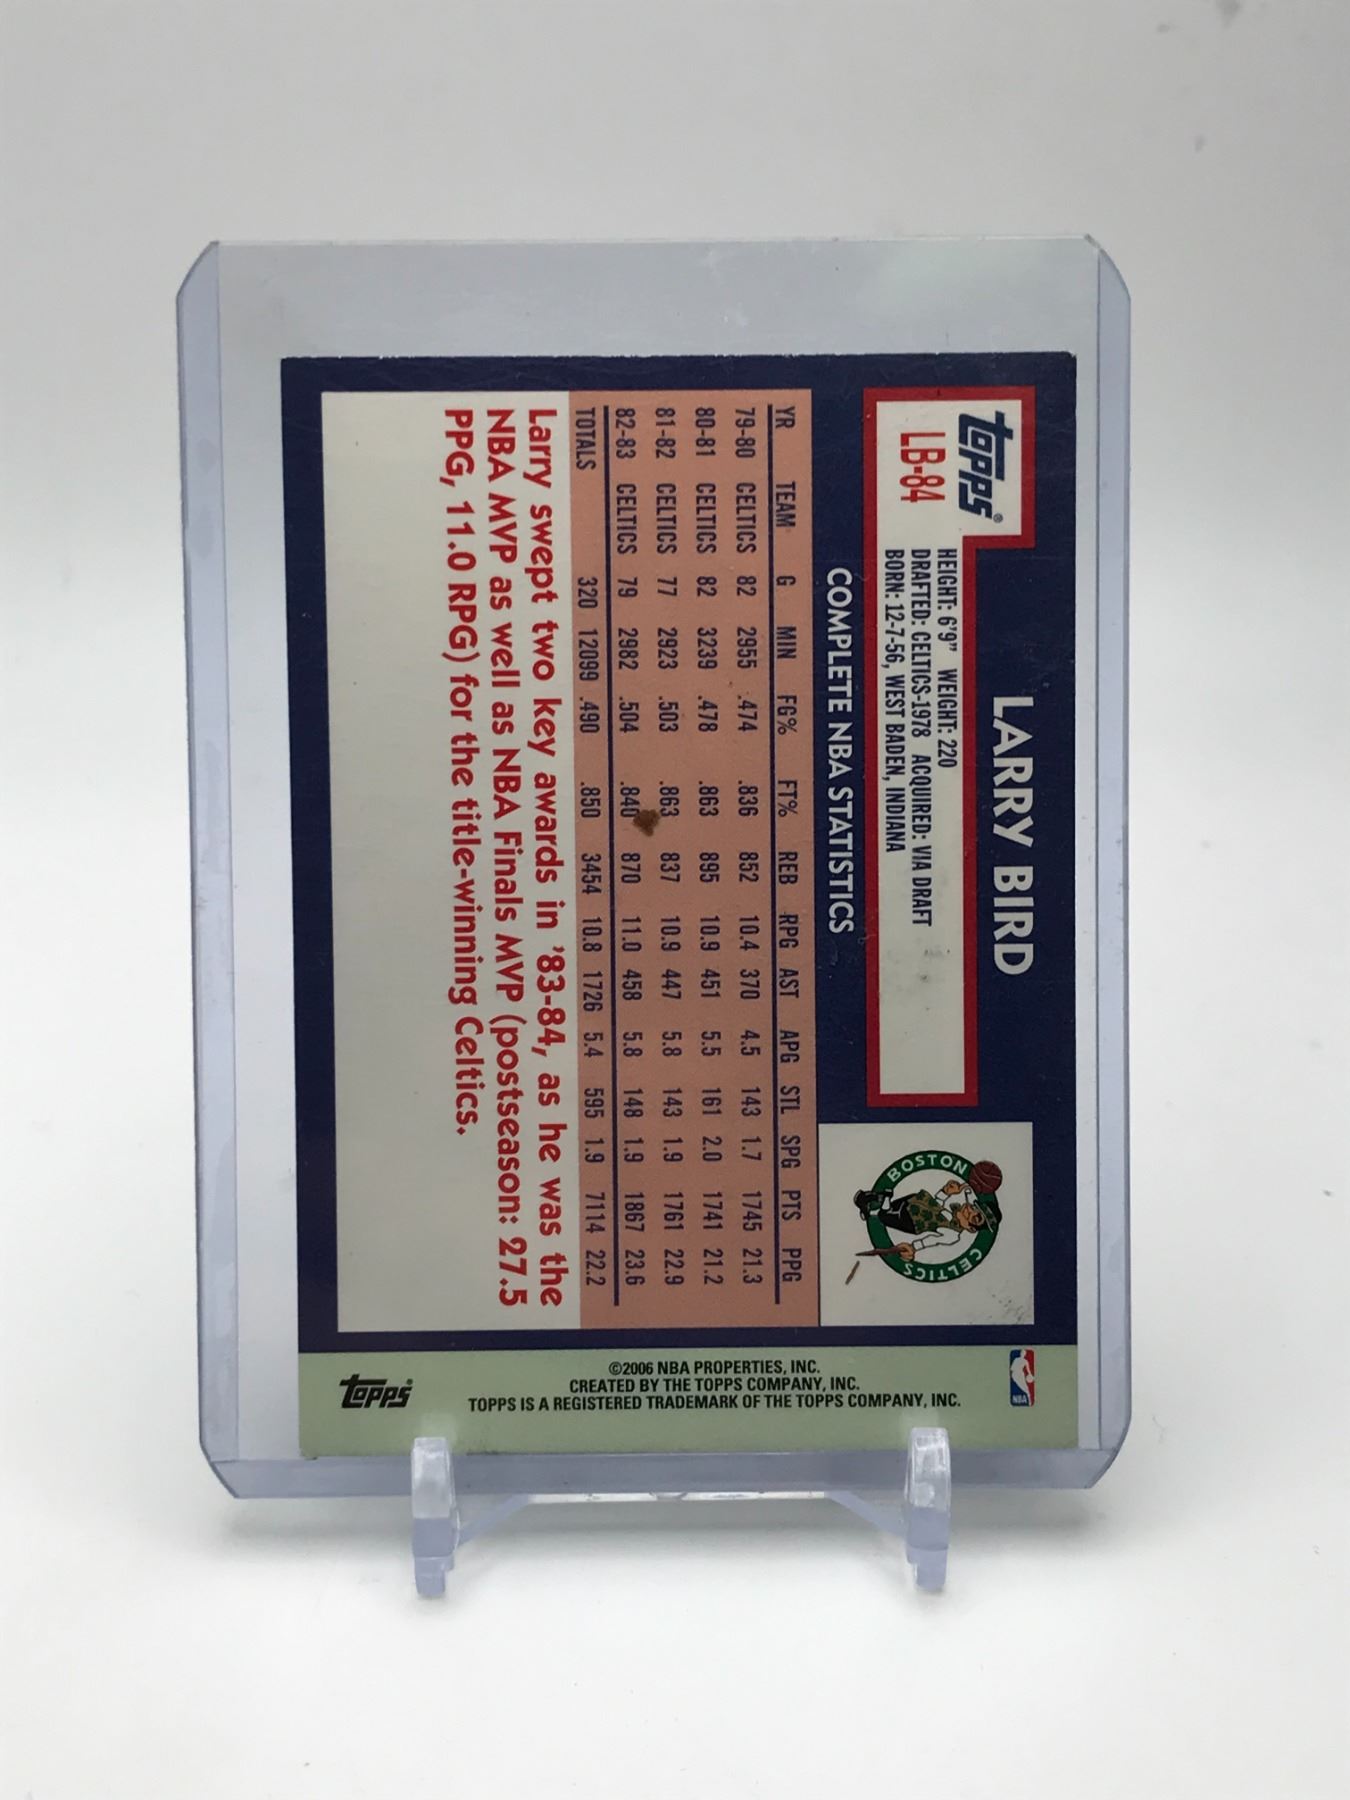 Topps®
LB-84
LARRY BIRD
HEIGHT: 6'9" WEIGHT: 220
DRAFTED: CELTICS-1978 ACQUIRED: VIA DRAFT
BORN: 12-7-56, WEST BADEN, INDIANA
BOSTON CELTICS
COMPLETE NBA STATISTICS
YR TEAM G MIN FG% FT% REB RPG AST APG STL SPG PTS PPG
79-80 CELTICS 82 2955 .474 .836 852 10.4 370 4.5 143 1.7 1745 21.3
80-81 CELTICS 82 3239 .478 .863 895 10.9 451 5.5 161 2.0 1741 21.2
81-82 CELTICS 77 2923 .503 .863 837 10.9 447 5.8 143 1.9 1761 22.9
82-83 CELTICS 79 2982 .504 .840 870 11.0 458 5.8 148 1.9 1867 23.6
TOTALS 320 12099 .490 .850 3454 10.8 1726 5.4 595 1.9 7114 22.2
Larry swept two key awards in '83-84, as he was the
NBA MVP as well as NBA Finals MVP (postseason: 27.5
PPG, 11.0 RPG) for the title-winning Celtics.
NBA
©2006 NBA PROPERTIES, INC.
CREATED BY THE TOPPS COMPANY, INC.
TOPPS IS A REGISTERED TRADEMARK OF THE TOPPS COMPANY, INC.
Topps®